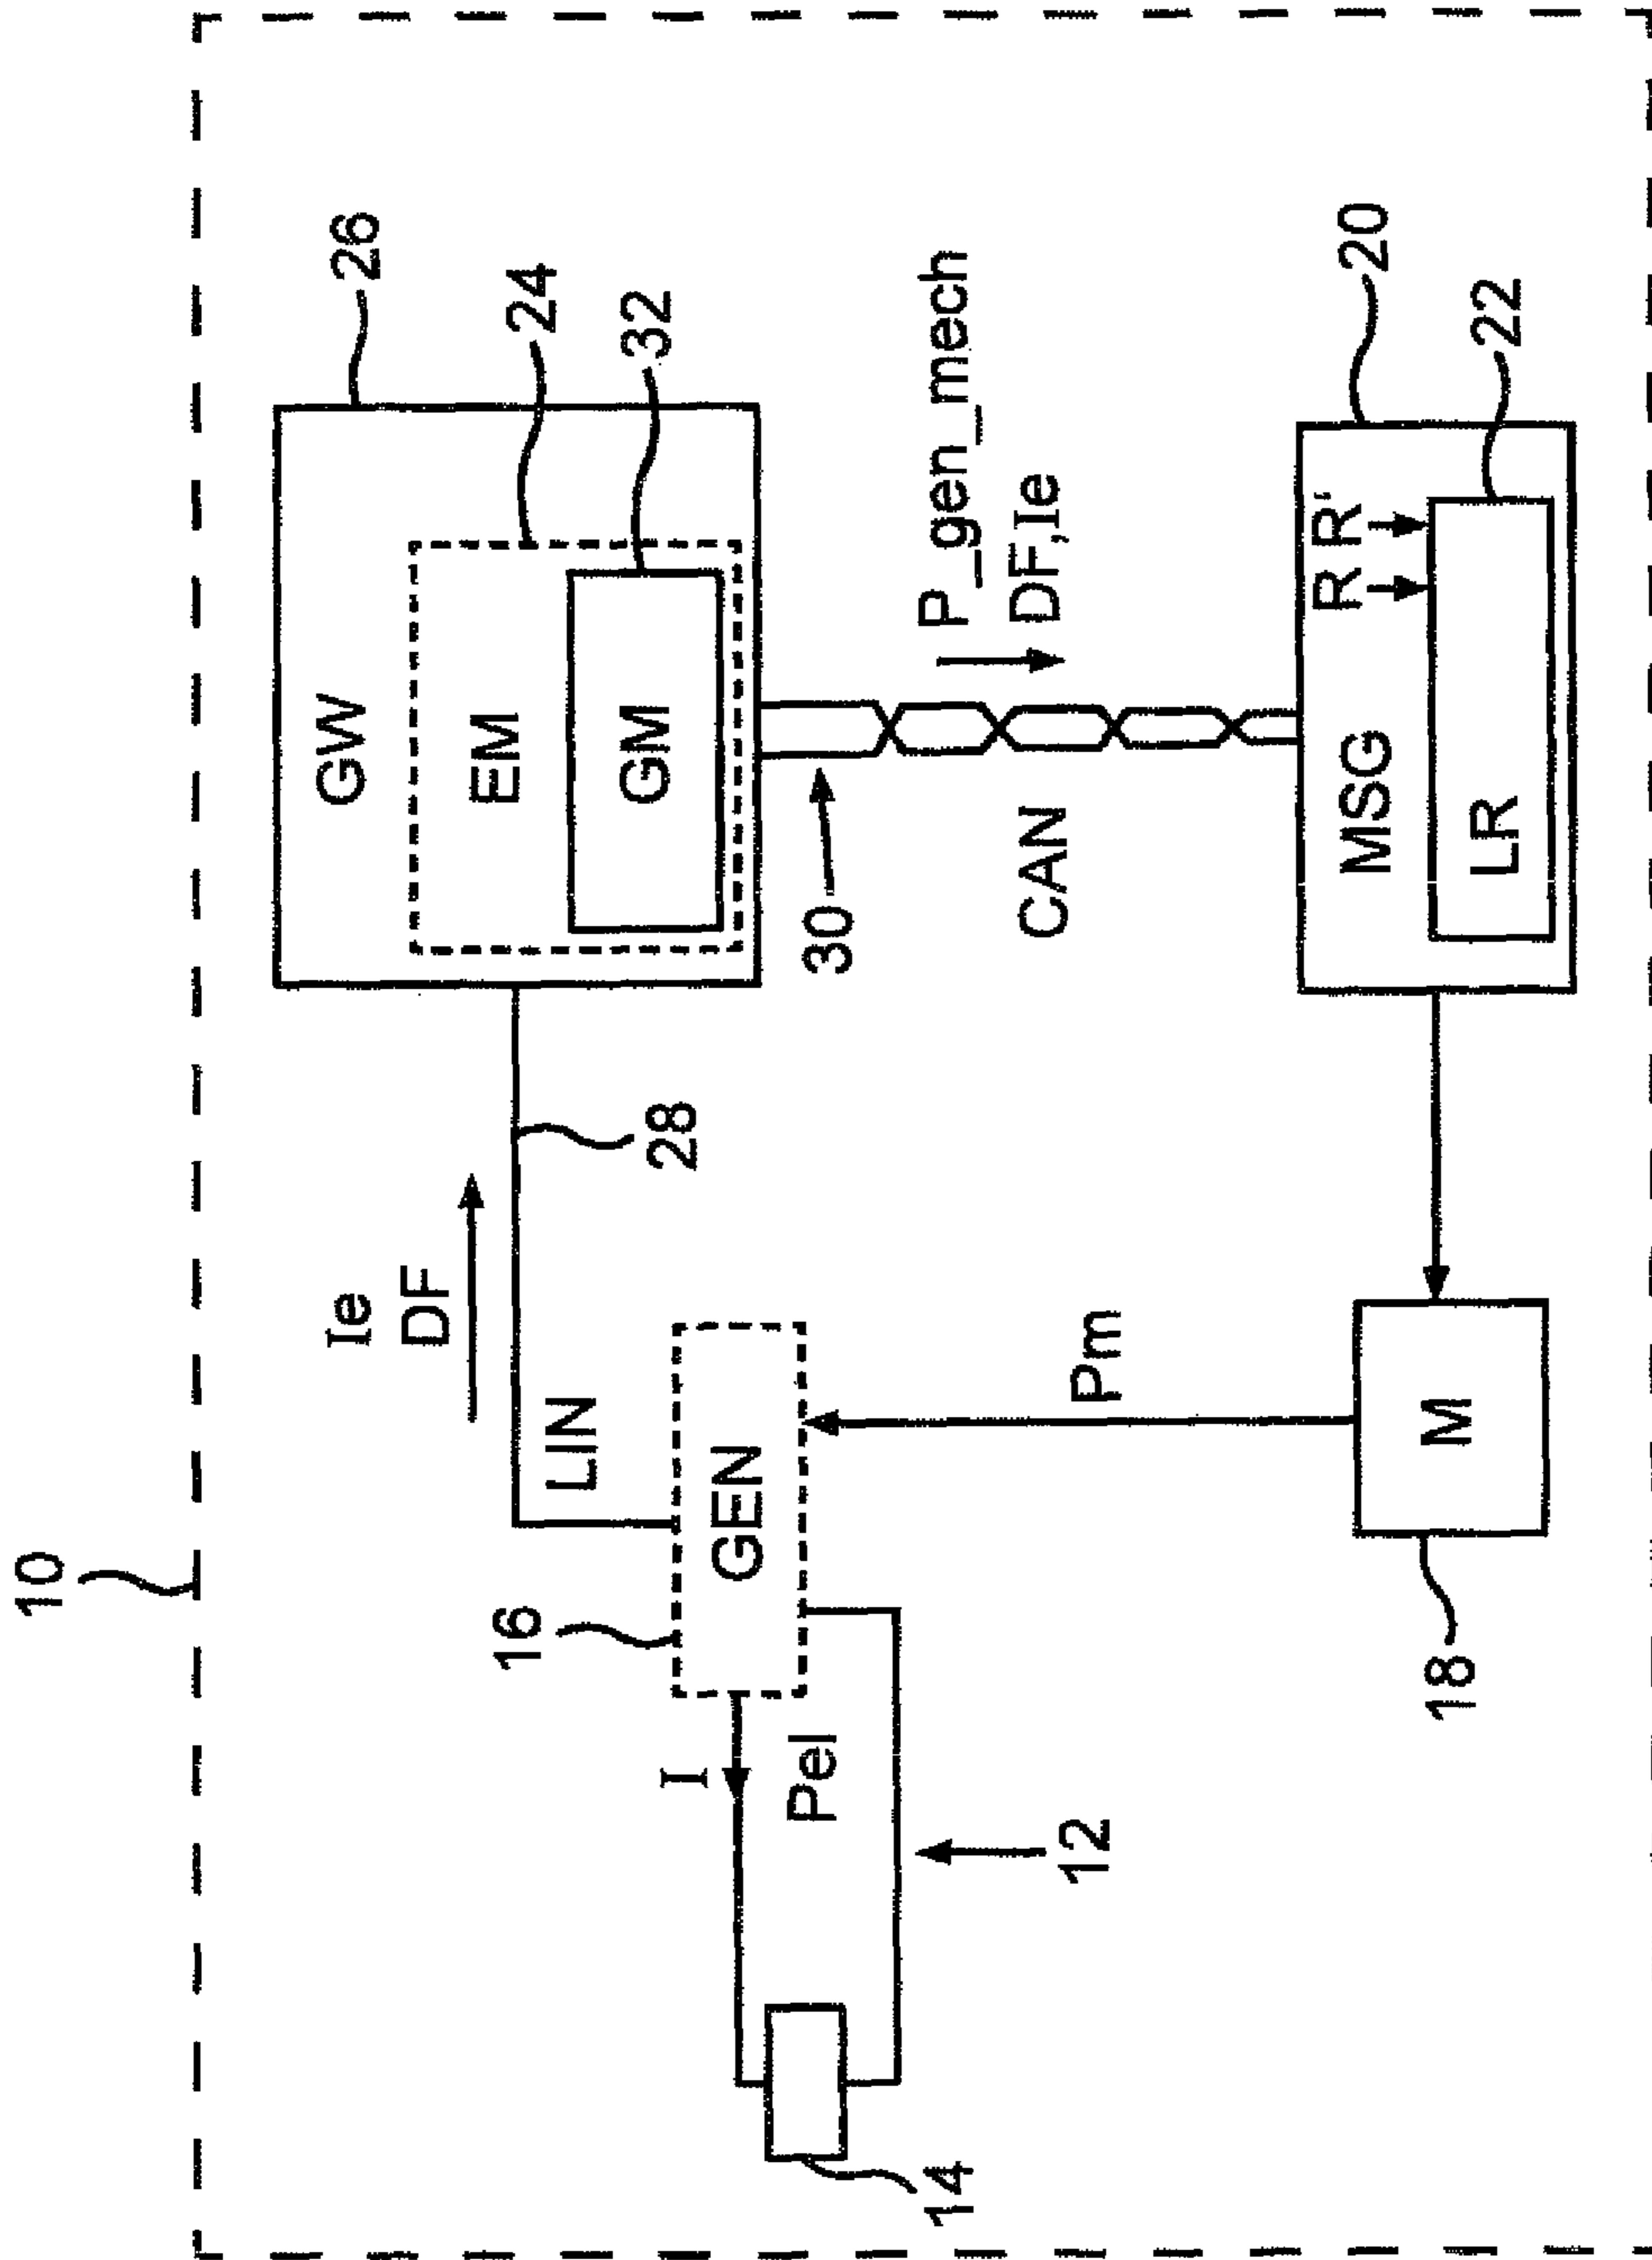 10
26
24
32
GW
EM
GM
Ie
DF
LIN
28
16
GEN
I
Pel
12
14
30
CAN
P_gen_mech
DF,Ie
Pm
M
18
20
22
MSG
R R'
LR